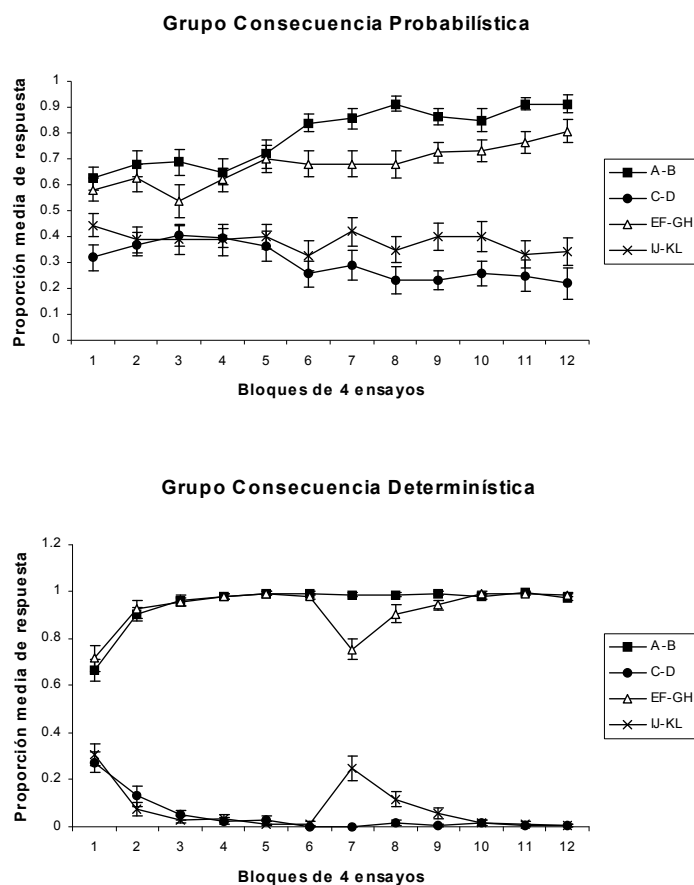 Grupo Consecuencia Probabilística
Proporción media de respuesta
1
0.9
0.8
0.7
0.6
0.5
0.4
0.3
0.2
0.1
0
1 2 3 4 5 6 7 8 9 10 11 12
Bloques de 4 ensayos
A-B
C-D
EF-GH
IJ-KL
Grupo Consecuencia Determinística
Proporción media de respuesta
1.2
1
0.8
0.6
0.4
0.2
0
1 2 3 4 5 6 7 8 9 10 11 12
Bloques de 4 ensayos
A-B
C-D
EF-GH
IJ-KL